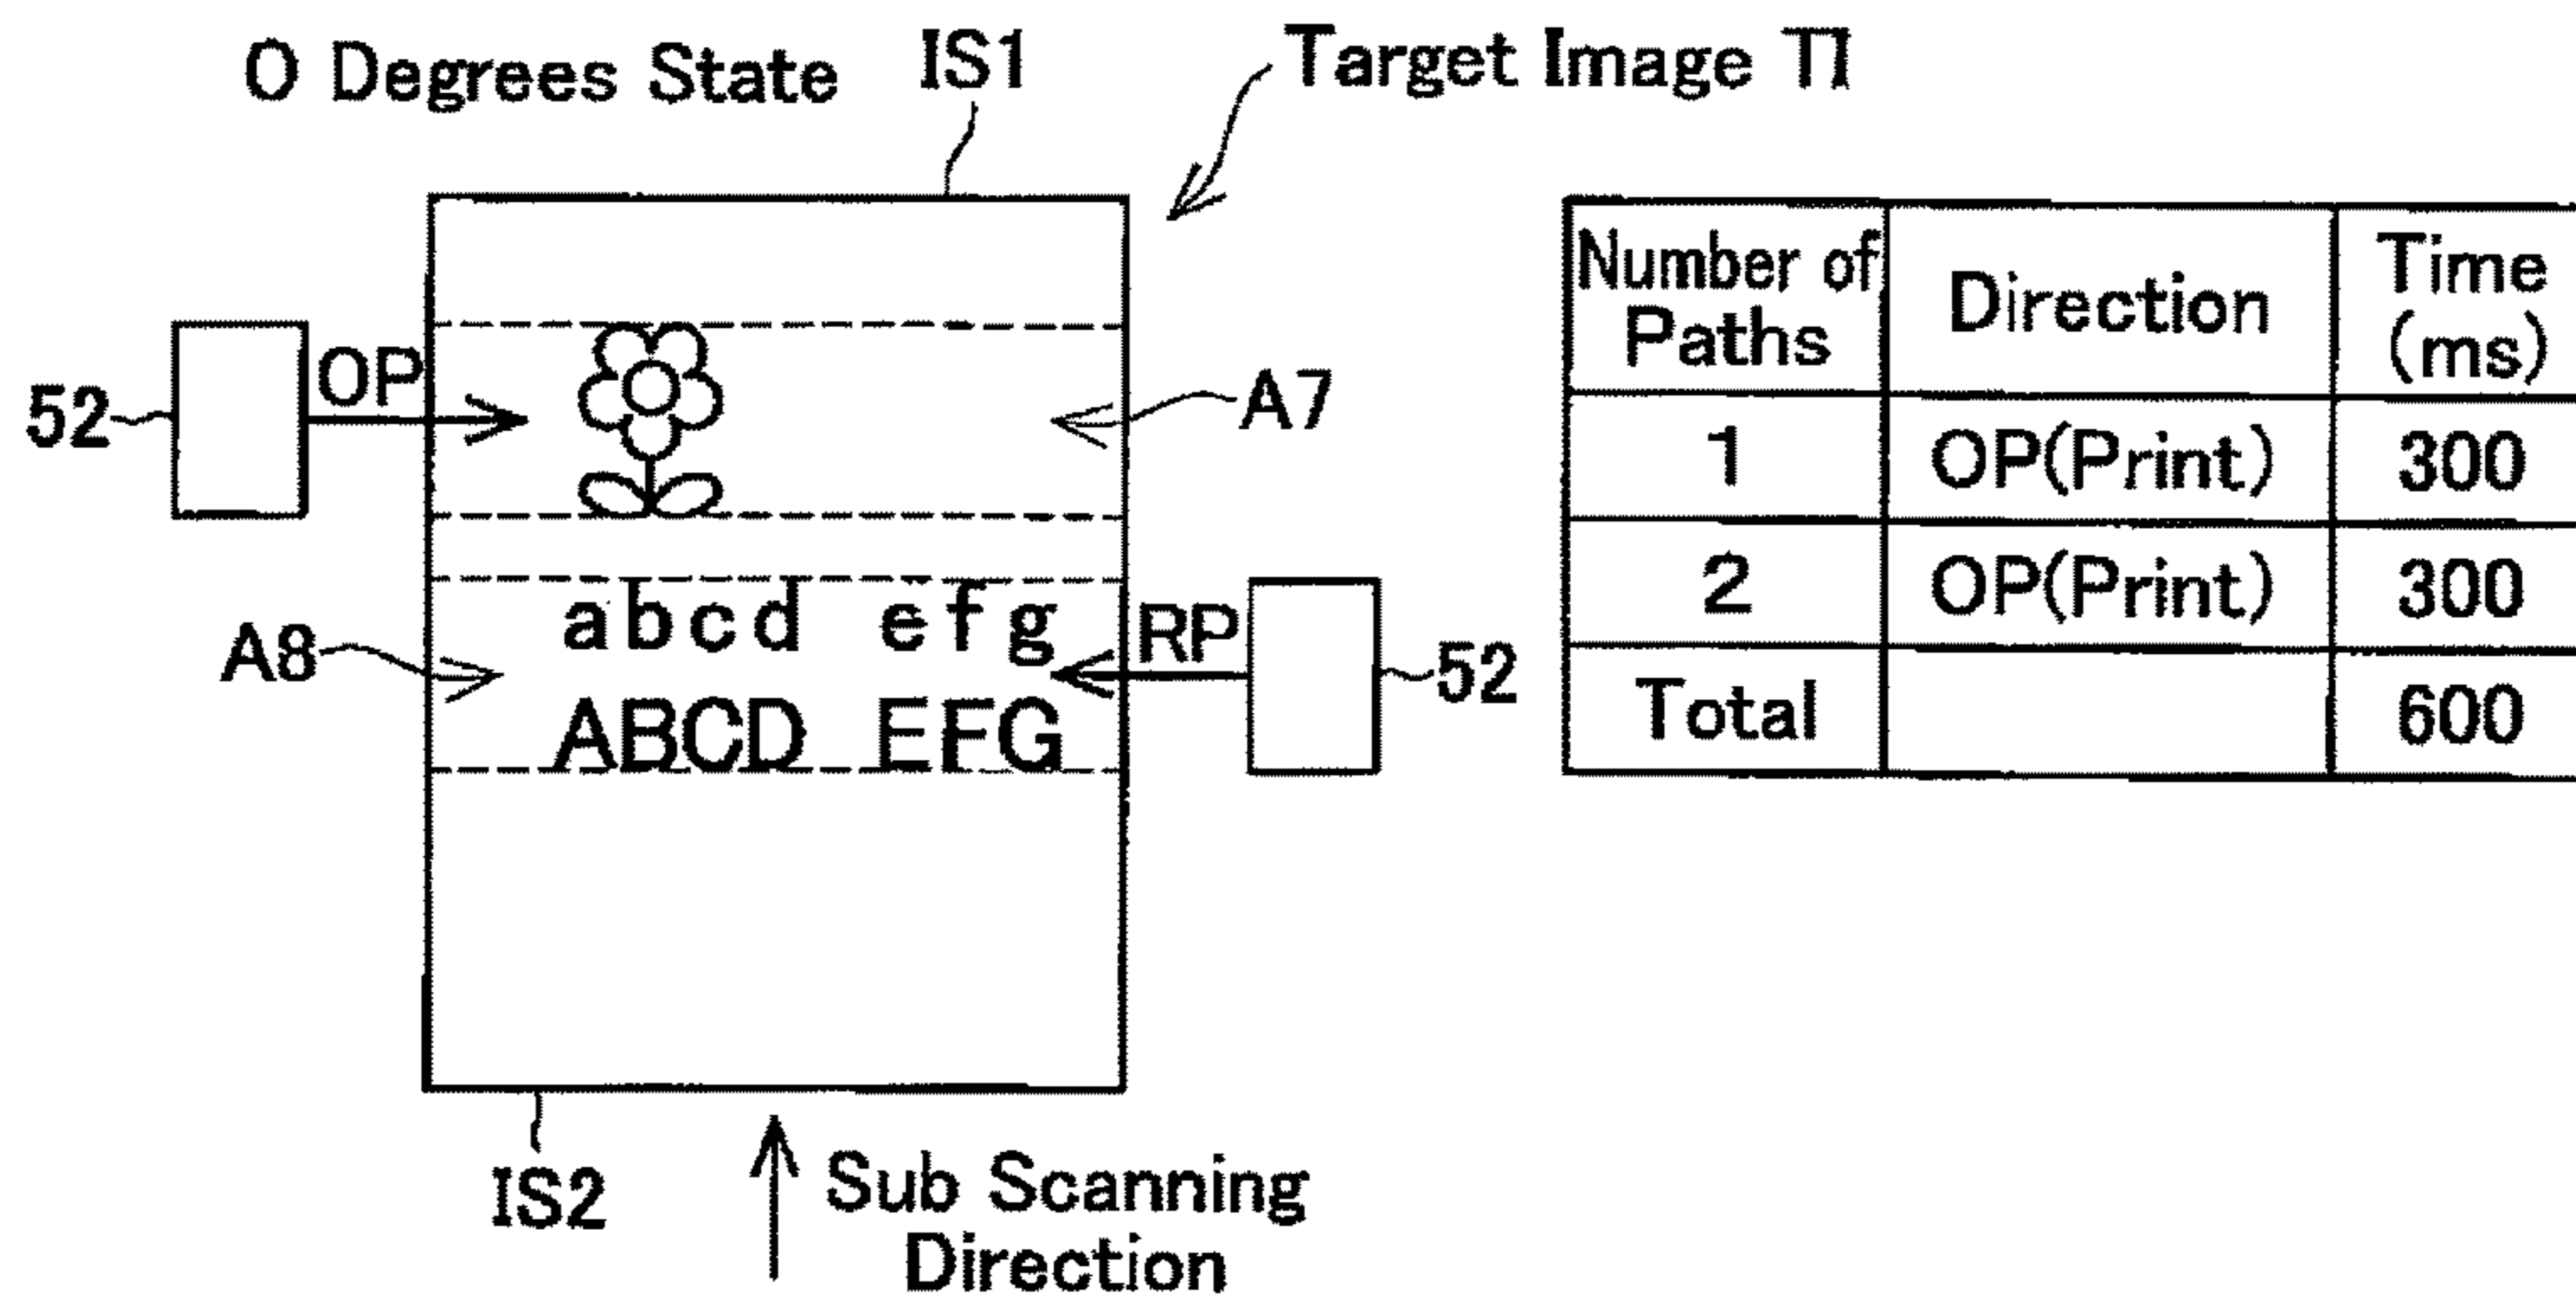 O Degrees State
IS1
Target Image TI
52
OP
A7
abcd efg
RP
A8
52
ABCD EFG
IS2
Sub Scanning
Direction
Number of Paths Direction Time (ms)
1 OP(Print) 300
2 OP(Print) 300
Total 600